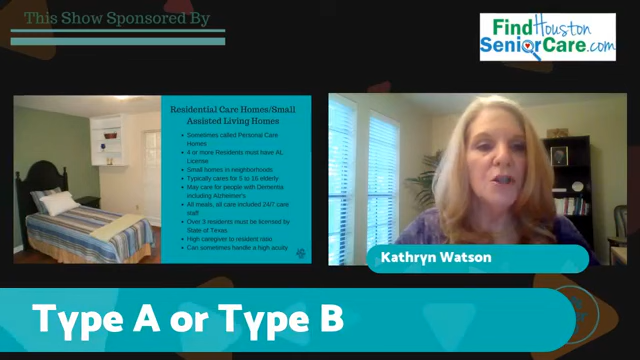 This Show Sponsored By
Find Houston
SeniorCare.com
Residential Care Homes/Small
Assisted Living Homes
Sometimes called Personal Care
Homes
4 or more Residents must have AL
License
Small homes in neighborhoods
Typically cares for 5 to 16 elderly
May care for people with Dementia
including Alzheimer's
All meals, all care included 24/7 care
staff
Over 3 residents must be licensed by
State of Texas
High caregiver to resident ratio
Can sometimes handle a high acuity
Kathryn Watson
Type A or Type B